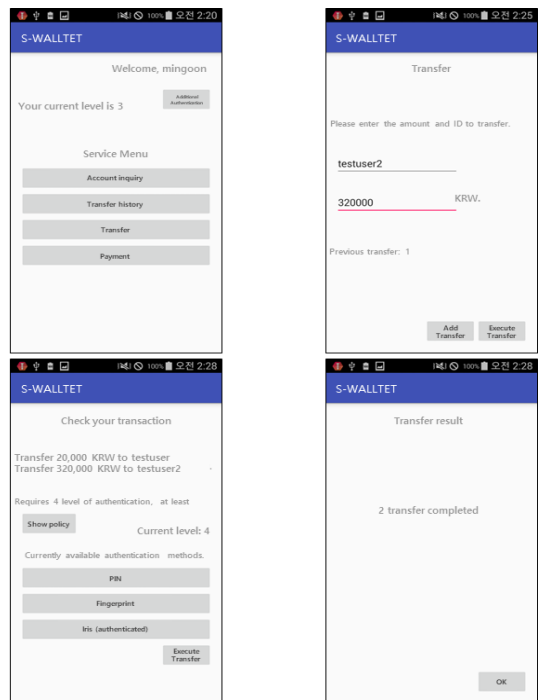 100% 오전 2:20
S-WALLTET
Welcome, mingoon
Your current level is 3
Additional
Authentication
Service Menu
Account inquiry
Transfer history
Transfer
Payment
100% 오전 2:25
S-WALLTET
Transfer
Please enter the amount and ID to transfer.
testuser2
320000 KRW.
Previous transfer: 1
Add
Transfer
Execute
Transfer
100% 오전 2:28
S-WALLTET
Check your transaction
Transfer 20,000 KRW to testuser
Transfer 320,000 KRW to testuser2
Requires 4 level of authentication, at least
Show policy
Current level: 4
Currently available authentication methods.
PIN
Fingerprint
Iris (authenticated)
Execute
Transfer
100% 오전 2:28
S-WALLTET
Transfer result
2 transfer completed
OK